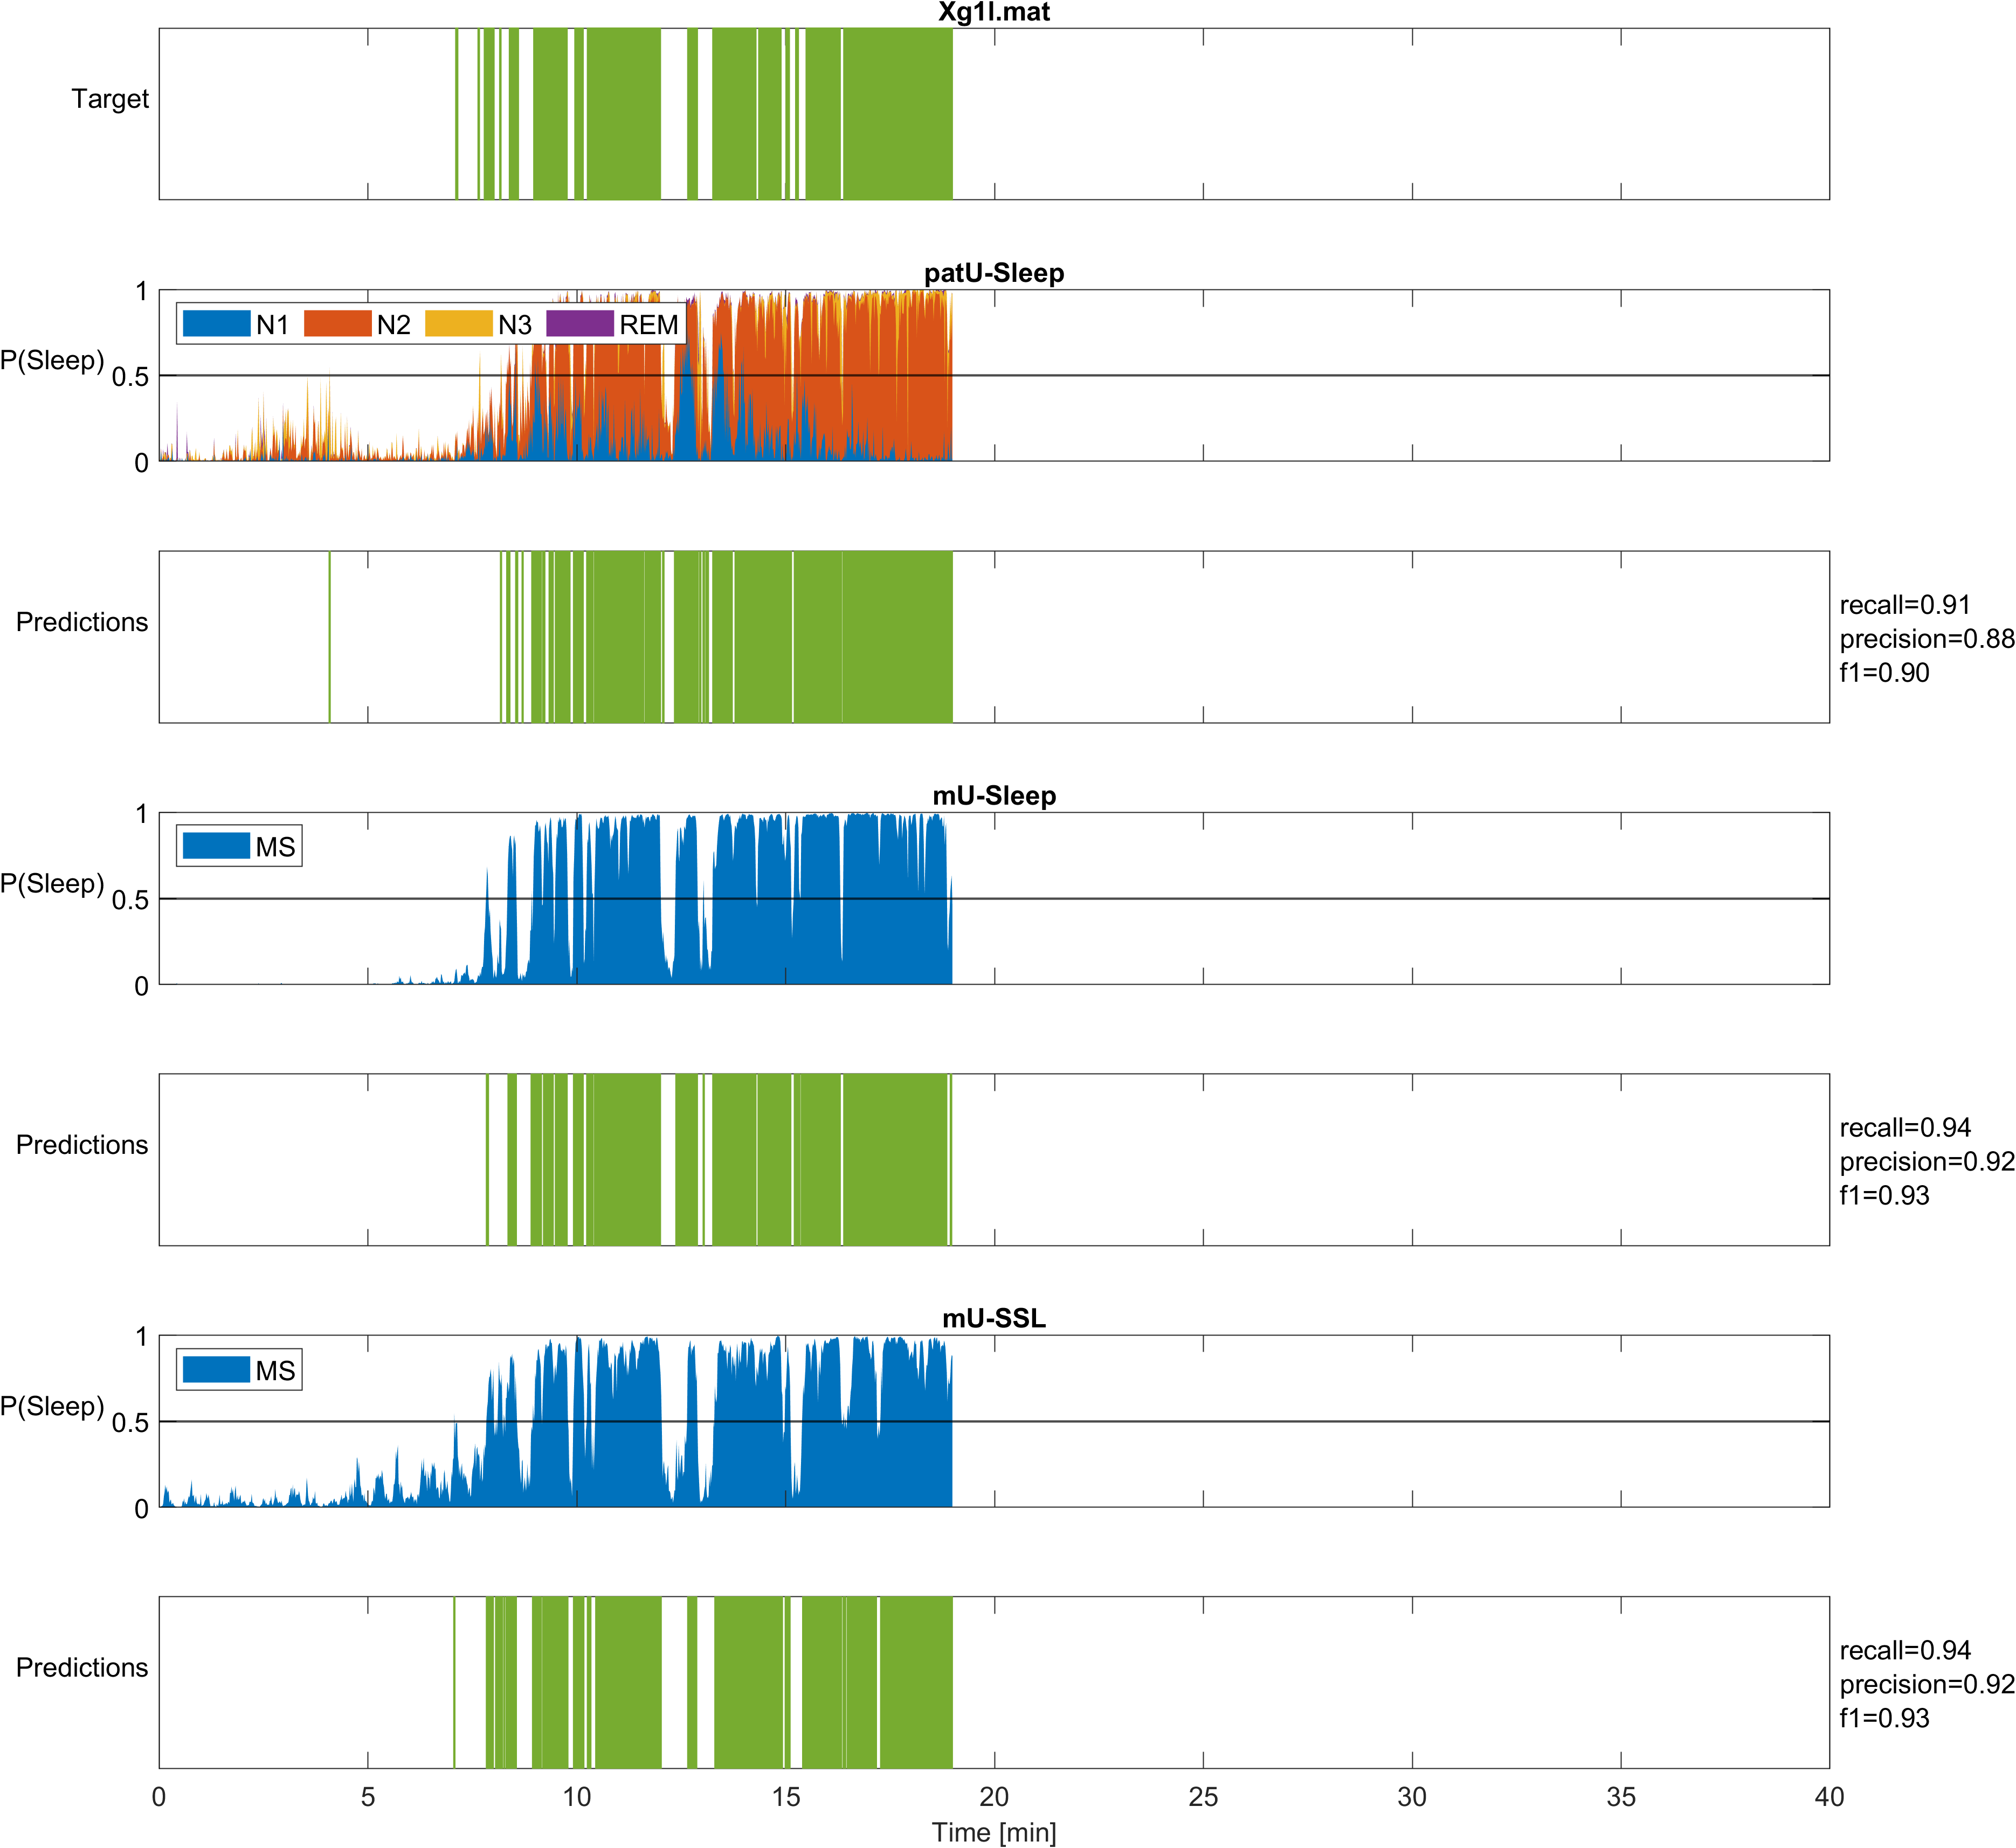 Xg1l.mat
Target
patU-Sleep
1
N1 N2 N3 REM
P(Sleep)
0.5
0
Predictions
recall=0.91
precision=0.88
f1=0.90
mU-Sleep
1
MS
P(Sleep)
0.5
0
Predictions
recall=0.94
precision=0.92
f1=0.93
mU-SSL
1
MS
P(Sleep)
0.5
0
Predictions
recall=0.94
precision=0.92
f1=0.93
0 5 10 15 20 25 30 35 40
Time [min]